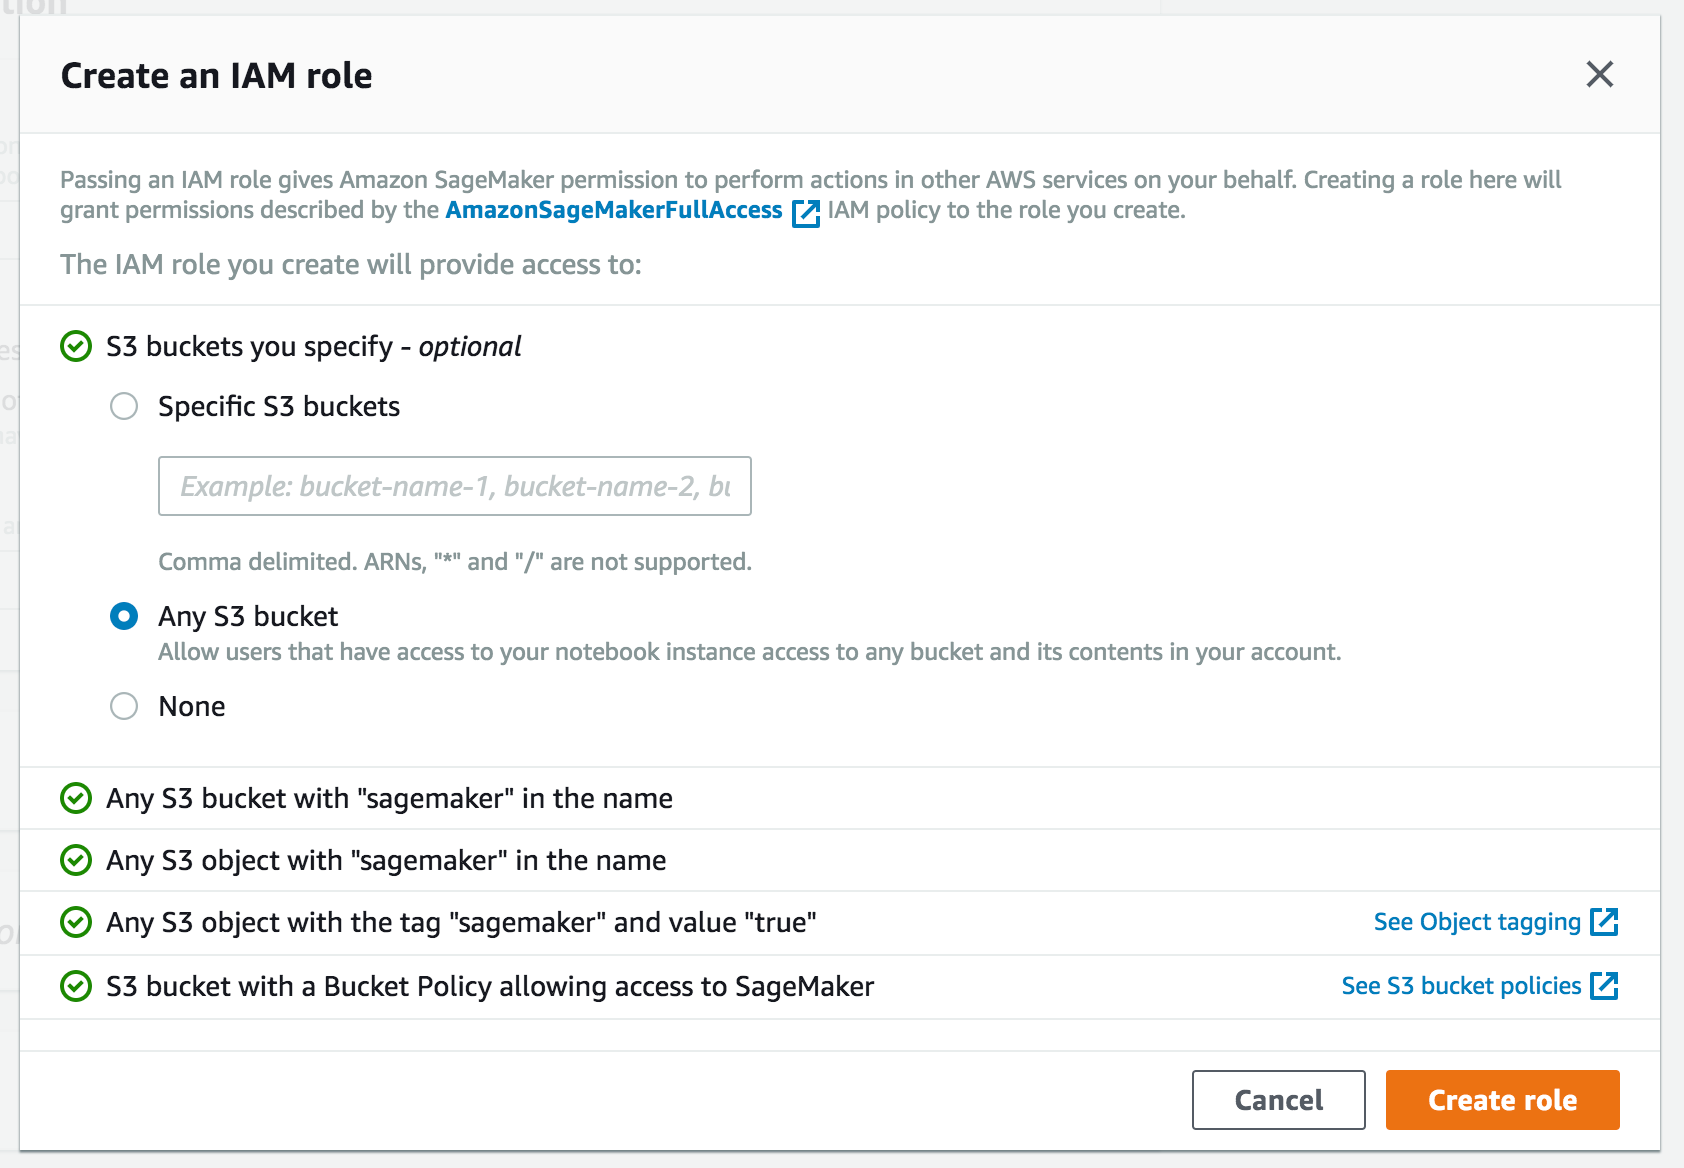 Create an IAM role
Passing an IAM role gives Amazon SageMaker permission to perform actions in other AWS services on your behalf. Creating a role here will
grant permissions described by the AmazonSageMakerFullAccess IAM policy to the role you create.
The IAM role you create will provide access to:
S3 buckets you specify - optional
Specific S3 buckets
Example: bucket-name-1, bucket-name-2, bu
Comma delimited. ARNs, "*" and "/" are not supported.
Any S3 bucket
Allow users that have access to your notebook instance access to any bucket and its contents in your account.
None
Any S3 bucket with "sagemaker" in the name
Any S3 object with "sagemaker" in the name
Any S3 object with the tag "sagemaker" and value "true" See Object tagging
S3 bucket with a Bucket Policy allowing access to SageMaker See S3 bucket policies
Cancel Create role